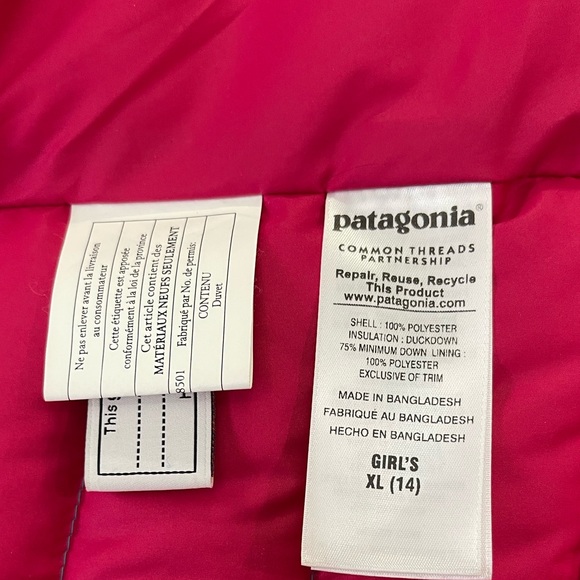 Ne pas enlever avant la livraison
au consommateur
Cette étiquette est apposée
conformément à la loi de la province
Cet article contient des
MATÉRIAUX NEUFS SEULEMENT
Fabriqué par No. de permis:
8501
CONTENU
Duvet
This
patagonia®
COMMON THREADS
PARTNERSHIP
Repair, Reuse, Recycle
This Product
www.patagonia.com
SHELL : 100% POLYESTER
INSULATION : DUCKDOWN
75% MINIMUM DOWN LINING :
100% POLYESTER
EXCLUSIVE OF TRIM
MADE IN BANGLADESH
FABRIQUÉ AU BANGLADESH
HECHO EN BANGLADESH
GIRL'S
XL (14)